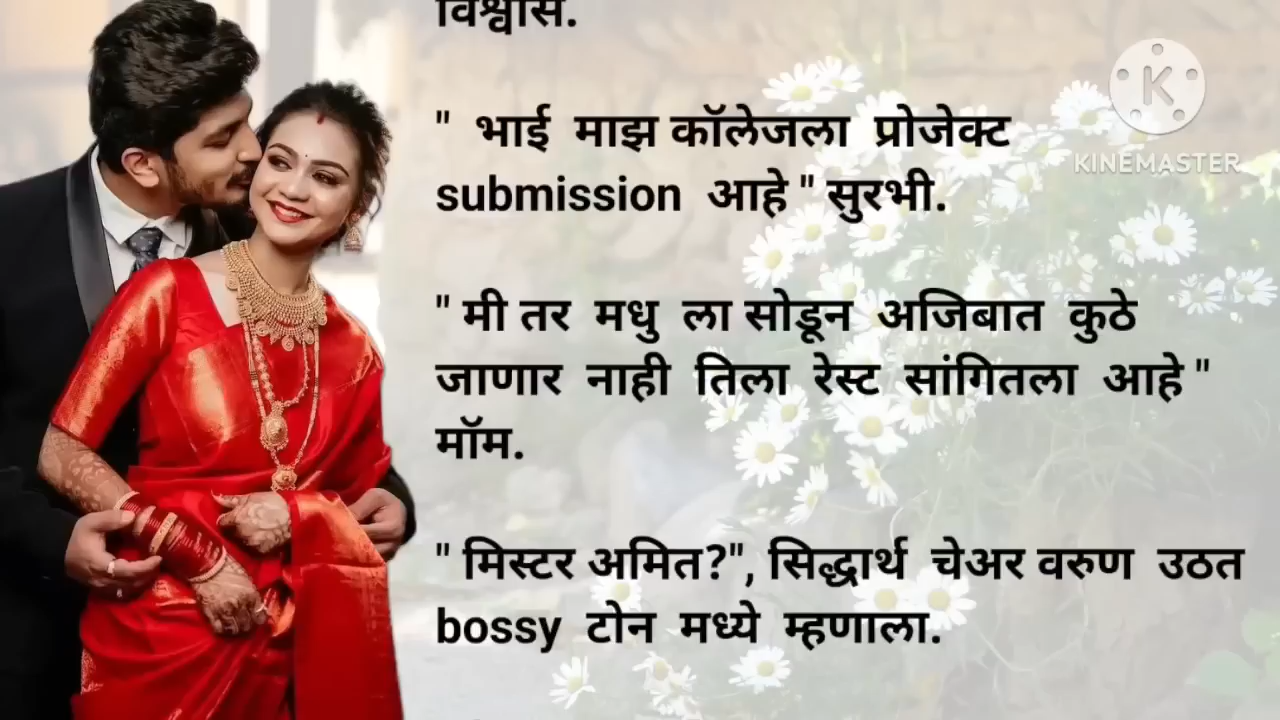 विश्वास.
" भाई माझ कॉलेजला प्रोजेक्ट
submission आहे " सुरभी.
" मी तर मधु ला सोडून अजिबात कुठे
जाणार नाही तिला रेस्ट सांगितला आहे "
मॉम.
" मिस्टर अमित?", सिद्धार्थ चेअर वरुण उठत
bossy टोन मध्ये म्हणाला.
K
KINEMASTER